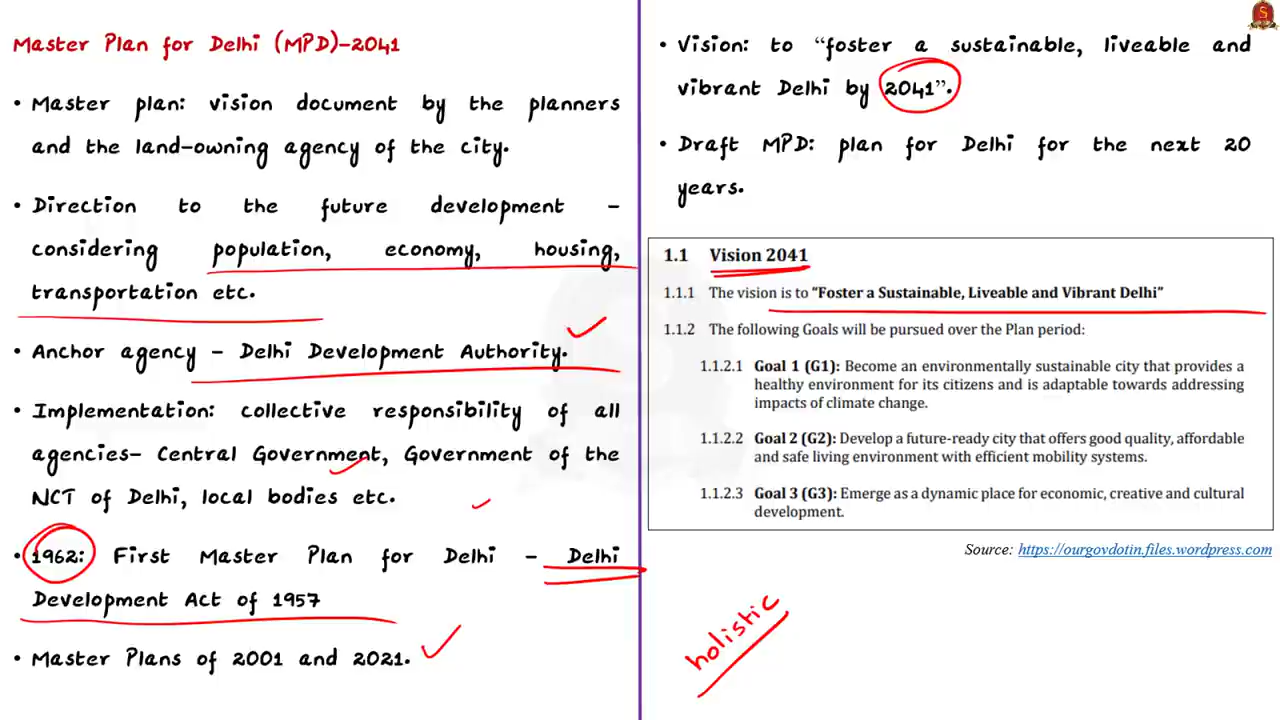 Master Plan for Delhi (MPD)-2041
• Master plan: vision document by the planners
and the land-owning agency of the city.
• Direction to the future development –
considering population, economy, housing,
transportation etc.
• Anchor agency – Delhi Development Authority.
• Implementation: collective responsibility of all
agencies- Central Government, Government of the
NCT of Delhi, local bodies etc.
• 1962: First Master Plan for Delhi – Delhi
Development Act of 1957
• Master Plans of 2001 and 2021.
• Vision: to “foster a sustainable, liveable and
vibrant Delhi by 2041”.
• Draft MPD: plan for Delhi for the next 20
years.
1.1 Vision 2041
1.1.1 The vision is to “Foster a Sustainable, Liveable and Vibrant Delhi”
1.1.2 The following Goals will be pursued over the Plan period:
1.1.2.1 Goal 1 (G1): Become an environmentally sustainable city that provides a
healthy environment for its citizens and is adaptable towards addressing
impacts of climate change.
1.1.2.2 Goal 2 (G2): Develop a future-ready city that offers good quality, affordable
and safe living environment with efficient mobility systems.
1.1.2.3 Goal 3 (G3): Emerge as a dynamic place for economic, creative and cultural
development.
Source: https://ourgovdotin.files.wordpress.com
holistic